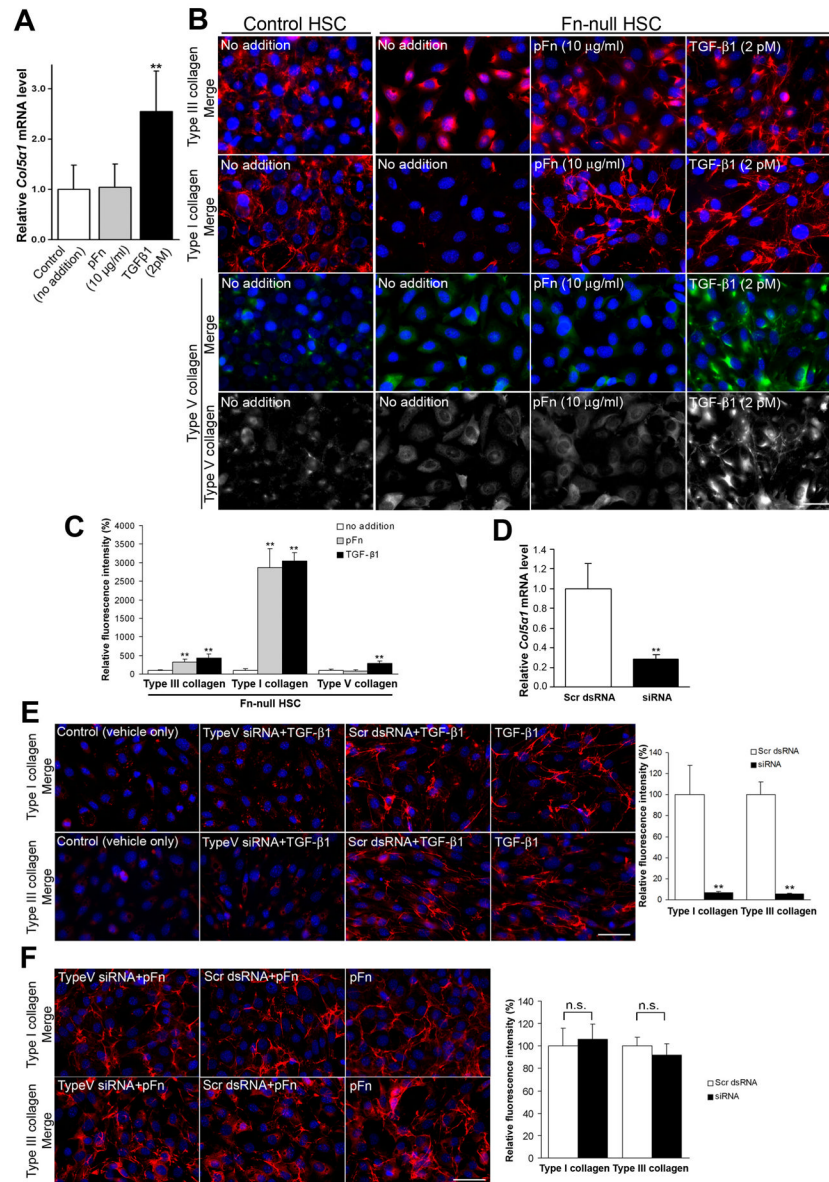 A
Relative Col5α1 mRNA level
3.0
2.0
1.0
0.0
**
Control
(no addition)
pFn
(10 μg/ml)
TGFβ1
(2pM)
B
Control HSC
Fn-null HSC
Type III collagen
Merge
No addition
No addition
pFn (10 μg/ml)
TGF-β1 (2 pM)
Type I collagen
Merge
No addition
No addition
pFn (10 μg/ml)
TGF-β1 (2 pM)
Type V collagen
Merge
No addition
No addition
pFn (10 μg/ml)
TGF-β1 (2 pM)
Type V collagen
No addition
No addition
pFn (10 μg/ml)
TGF-β1 (2 pM)
C
Relative fluorescence intensity (%)
4000
3500
3000
2500
2000
1500
1000
500
0
no addition
pFn
TGF-β1
** **
** **
**
Type III collagen Type I collagen Type V collagen
Fn-null HSC
D
Relative Col5α1 mRNA level
1.4
1.2
1.0
0.8
0.6
0.4
0.2
0.0
**
Scr dsRNA siRNA
E
Type I collagen
Merge
Control (vehicle only)
TypeV siRNA+TGF-β1
Scr dsRNA+TGF-β1
TGF-β1
Type III collagen
Merge
Control (vehicle only)
TypeV siRNA+TGF-β1
Scr dsRNA+TGF-β1
TGF-β1
Relative fluorescence intensity (%)
140
120
100
80
60
40
20
0
Scr dsRNA
siRNA
** **
Type I collagen Type III collagen
F
Type I collagen
Merge
TypeV siRNA+pFn
Scr dsRNA+pFn
pFn
Type III collagen
Merge
TypeV siRNA+pFn
Scr dsRNA+pFn
pFn
Relative fluorescence intensity (%)
140
120
100
80
60
40
20
0
n.s. n.s.
Scr dsRNA
siRNA
Type I collagen Type III collagen